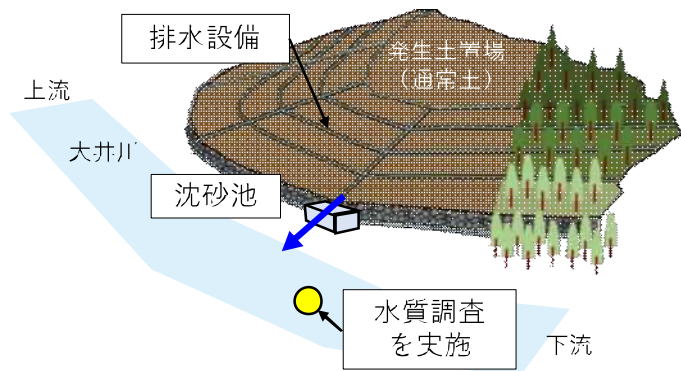 排水設備
発生土置場
（通常土）
上流
大井川
沈砂池
水質調査
を実施
下流